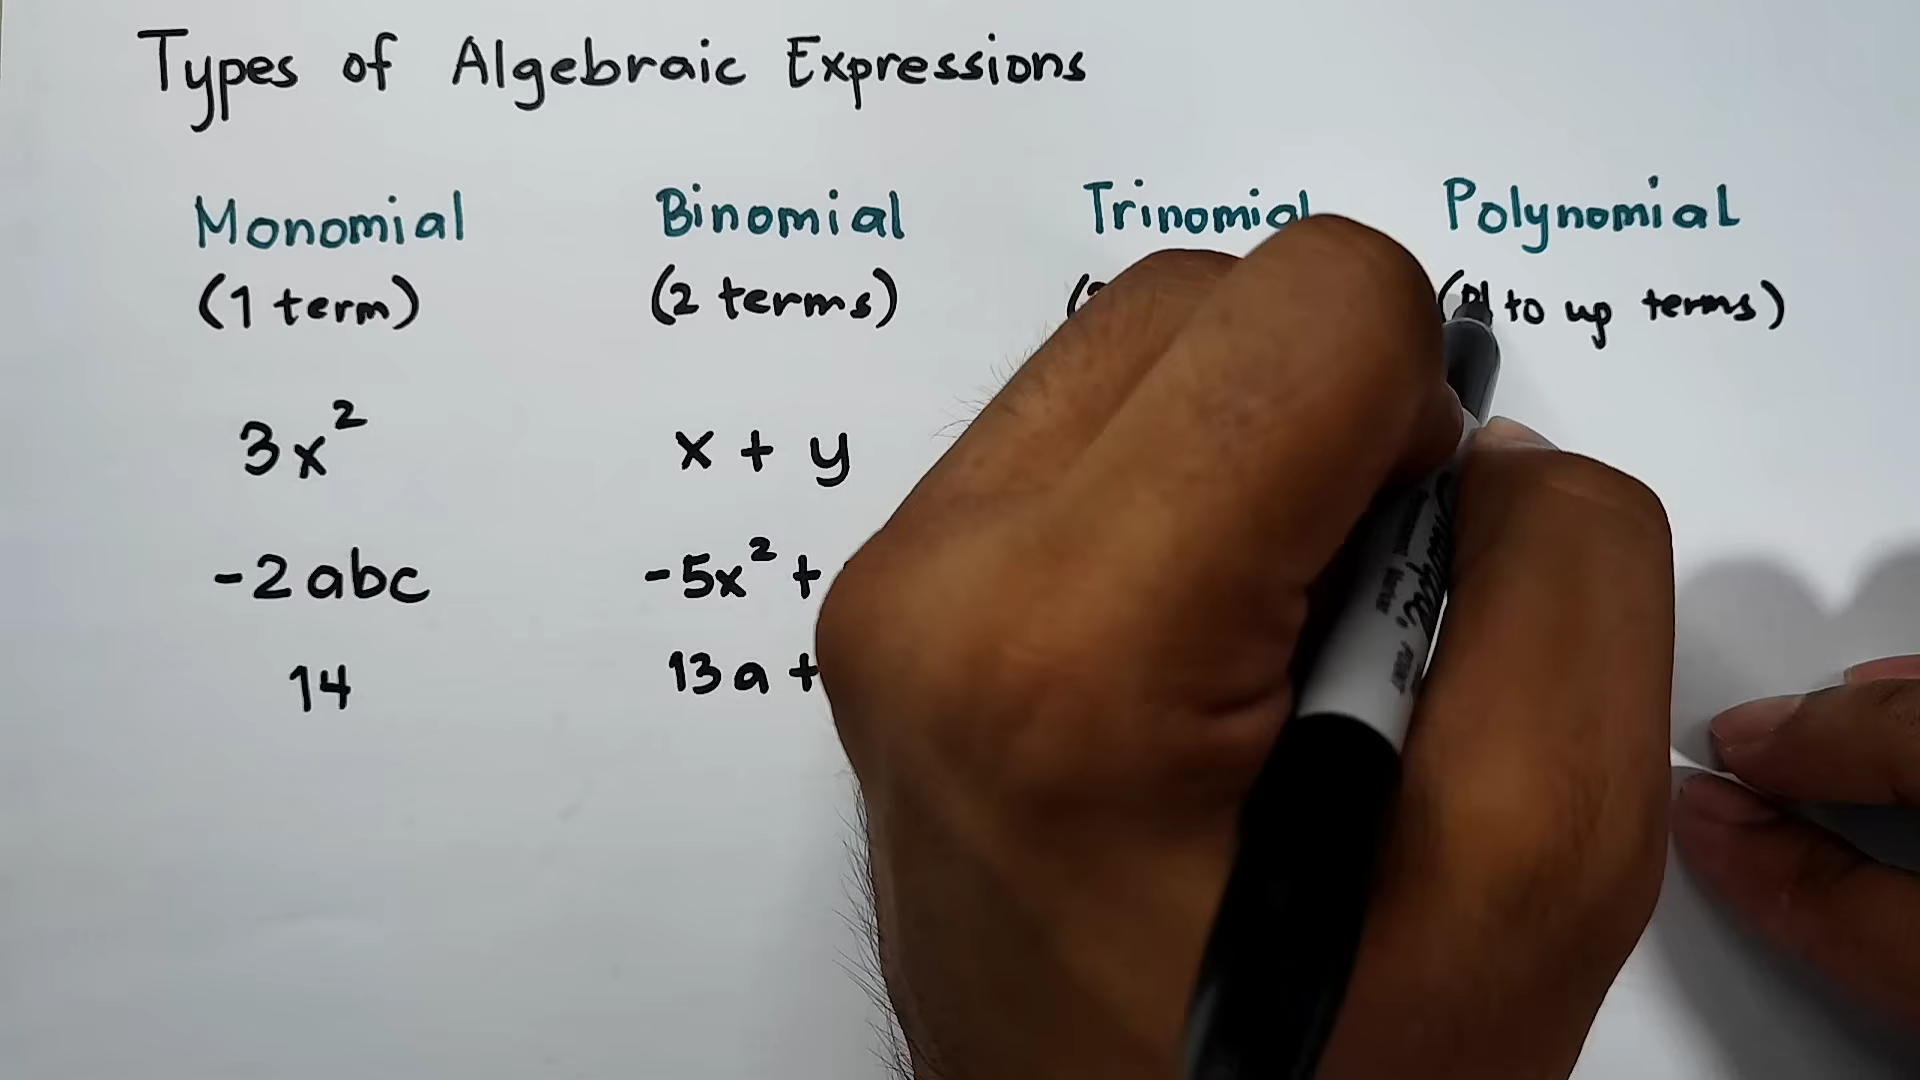 Types of Algebraic Expressions
Monomial Binomial Trinomial Polynomial
(1 term) (2 terms) ( to up terms)
3x² x + y
-2abc -5x² +
14 13a +